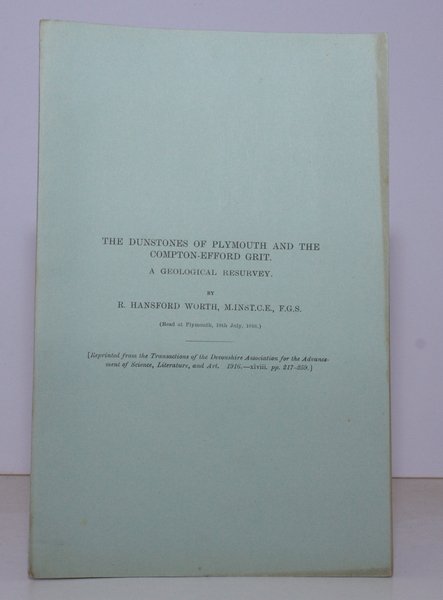 THE DUNSTONES OF PLYMOUTH AND THE
COMPTON-EFFORD GRIT.
A GEOLOGICAL RESURVEY.
BY
R. HANSFORD WORTH, M.INST.C.E., F.G.S.
(Read at Plymouth, 19th July, 1916.)
[Reprinted from the Transactions of the Devonshire Association for the Advance-
ment of Science, Literature, and Art. 1916.—xlviii. pp. 217-259.]